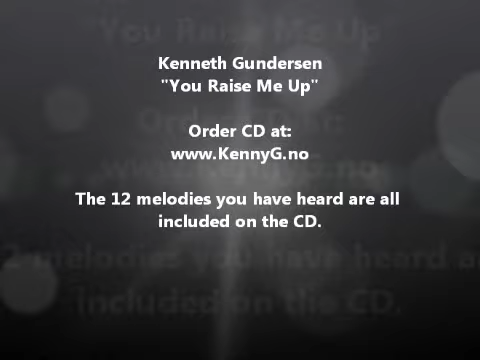 Kenneth Gundersen
"You Raise Me Up"
Order CD at:
www.KennyG.no
The 12 melodies you have heard are all
included on the CD.